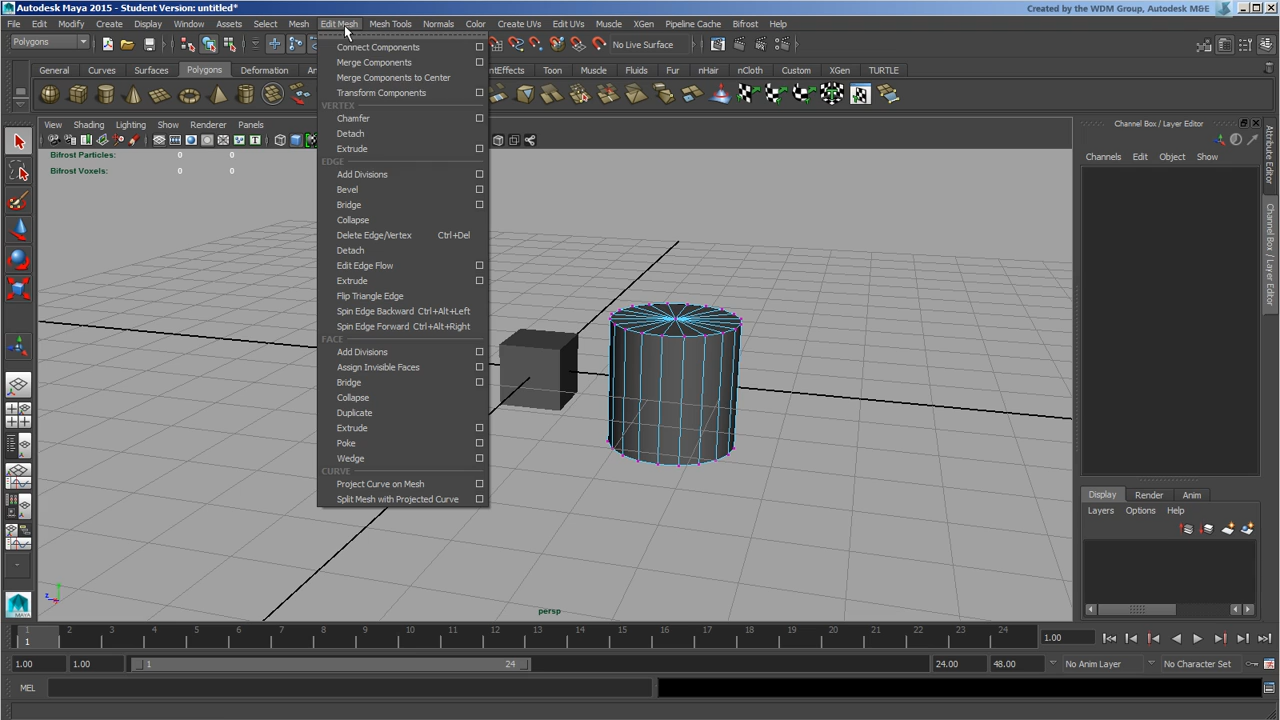 Autodesk Maya 2015 - Student Version: untitled* Created by the WDM Group, Autodesk M&E
File Edit Modify Create Display Window Assets Select Mesh Edit Mesh Mesh Tools Normals Color Create UVs Edit UVs Muscle XGen Pipeline Cache Bifrost Help
Polygons No Live Surface
General Curves Surfaces Polygons Deformation Toon Muscle Fluids Fur nHair nCloth Custom XGen TURTLE
View Shading Lighting Show Renderer Panels
Bifrost Particles: 0 0
Bifrost Voxels: 0 0
Connect Components
Merge Components
Merge Components to Center
Transform Components
VERTEX
Chamfer
Detach
Extrude
EDGE
Add Divisions
Bevel
Bridge
Collapse
Delete Edge/Vertex Ctrl+Del
Detach
Edit Edge Flow
Extrude
Flip Triangle Edge
Spin Edge Backward Ctrl+Alt+Left
Spin Edge Forward Ctrl+Alt+Right
FACE
Add Divisions
Assign Invisible Faces
Bridge
Collapse
Duplicate
Extrude
Poke
Wedge
CURVE
Project Curve on Mesh
Split Mesh with Projected Curve
persp
Channel Box / Layer Editor
Channels Edit Object Show
Attribute Editor
Channel Box / Layer Editor
Display Render Anim
Layers Options Help
MAYA
1 2 3 4 5 6 7 8 9 10 11 12 13 14 15 16 17 18 19 20 21 22 23 24
1 1.00
1.00 1.00 1 24 24.00 48.00 No Anim Layer No Character Set
MEL